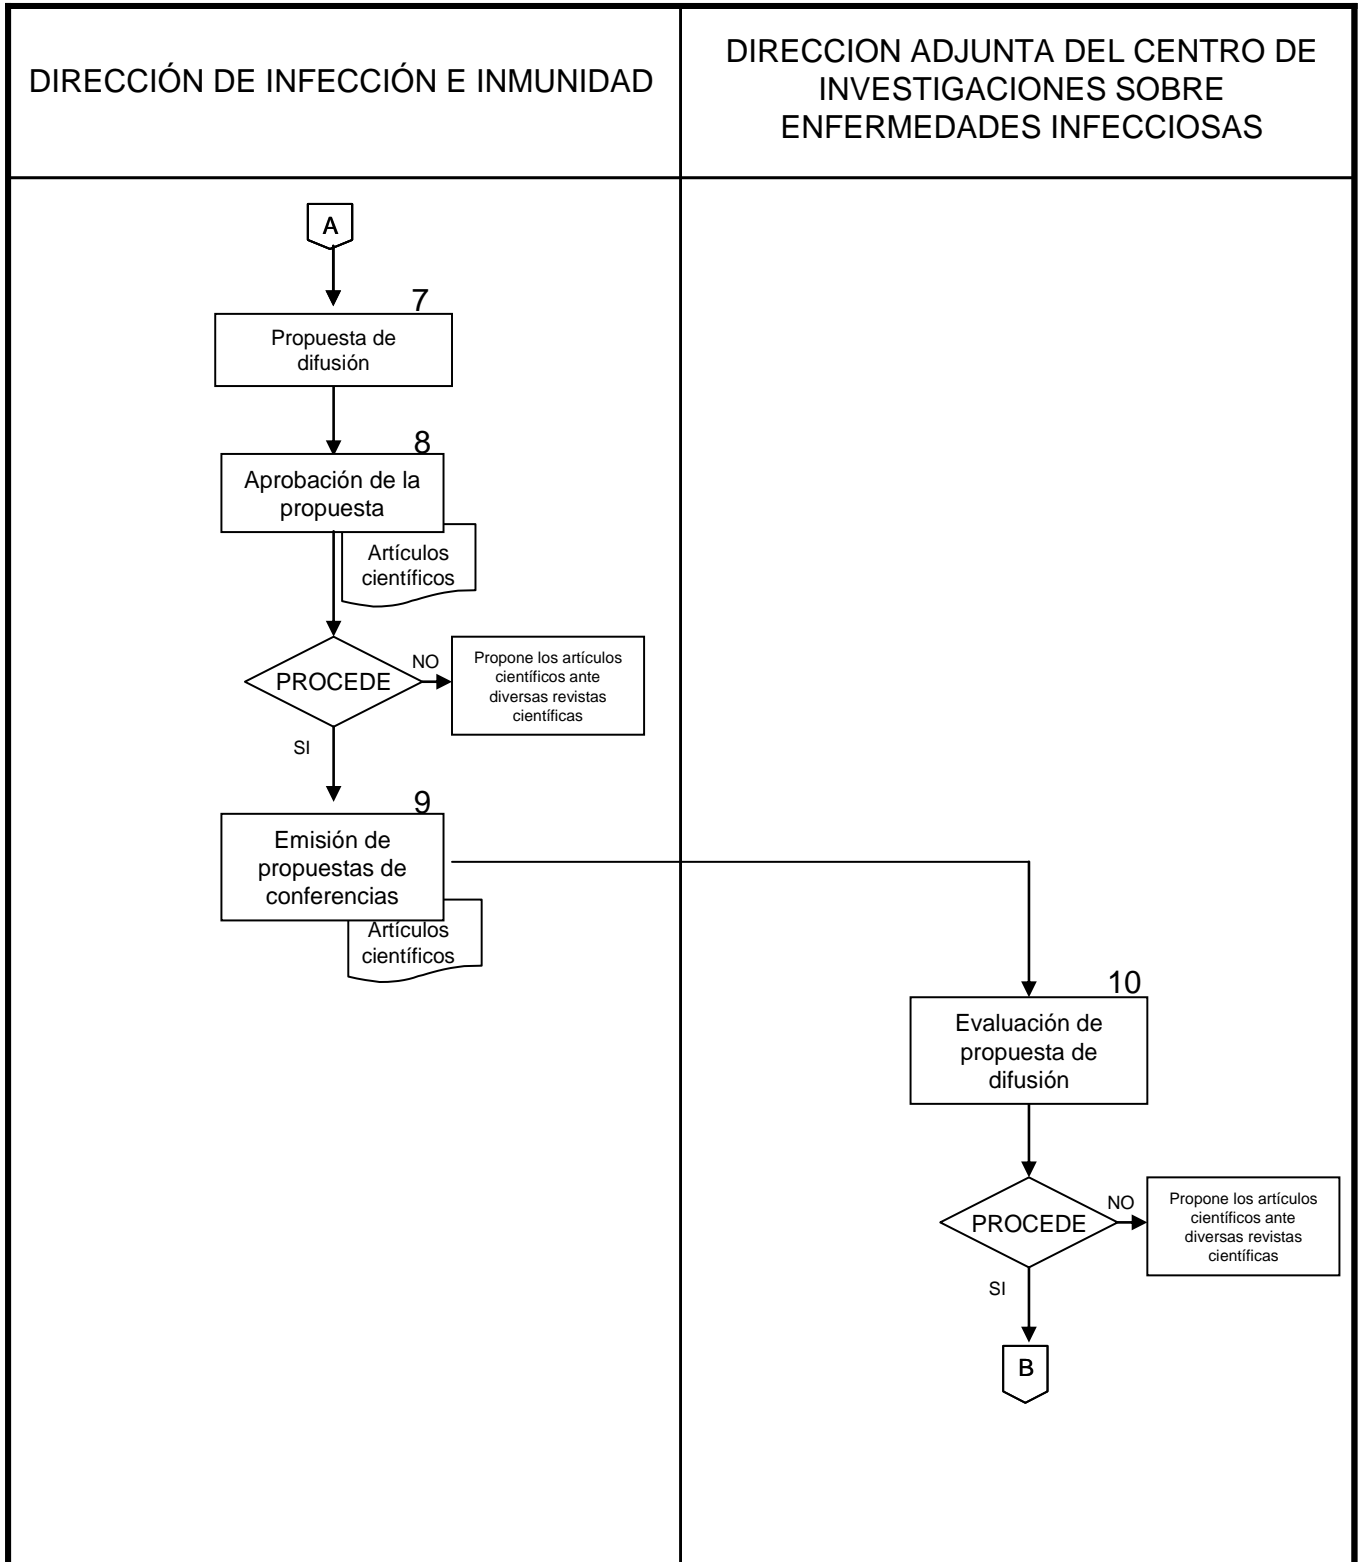 DIRECCIÓN DE INFECCIÓN E INMUNIDAD
DIRECCION ADJUNTA DEL CENTRO DE
INVESTIGACIONES SOBRE
ENFERMEDADES INFECCIOSAS
A
7
Propuesta de
difusión
8
Aprobación de la
propuesta
Artículos
científicos
PROCEDE
NO
Propone los artículos
científicos ante
diversas revistas
científicas
SI
9
Emisión de
propuestas de
conferencias
Artículos
científicos
10
Evaluación de
propuesta de
difusión
PROCEDE
NO
Propone los artículos
científicos ante
diversas revistas
científicas
SI
B